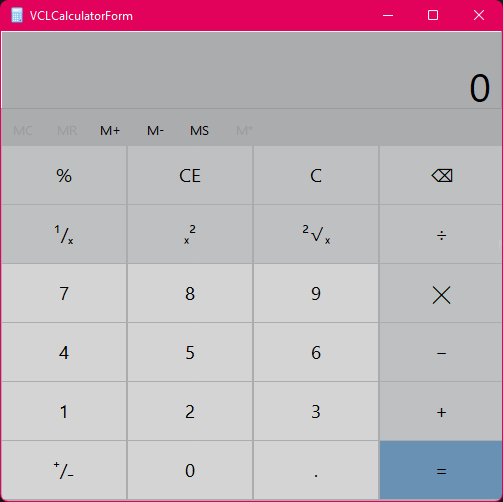 VCLCalculatorForm
0
MC MR M+ M- MS M*
% CE C ⌫
¹/ₓ ₓ² ²√ₓ ÷
7 8 9 ×
4 5 6 −
1 2 3 +
⁺/₋ 0 . =